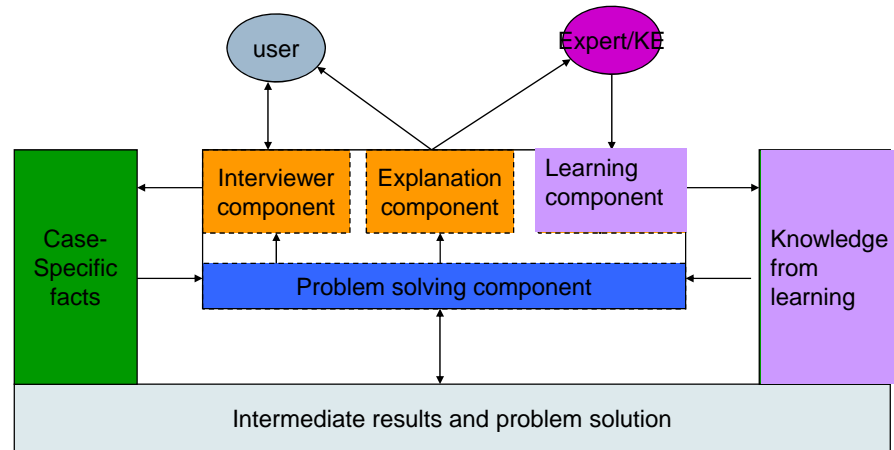 user
Expert/KE
Interviewer
component
Explanation
component
Learning
component
Case-
Specific
facts
Knowledge
from
learning
Problem solving component
Intermediate results and problem solution